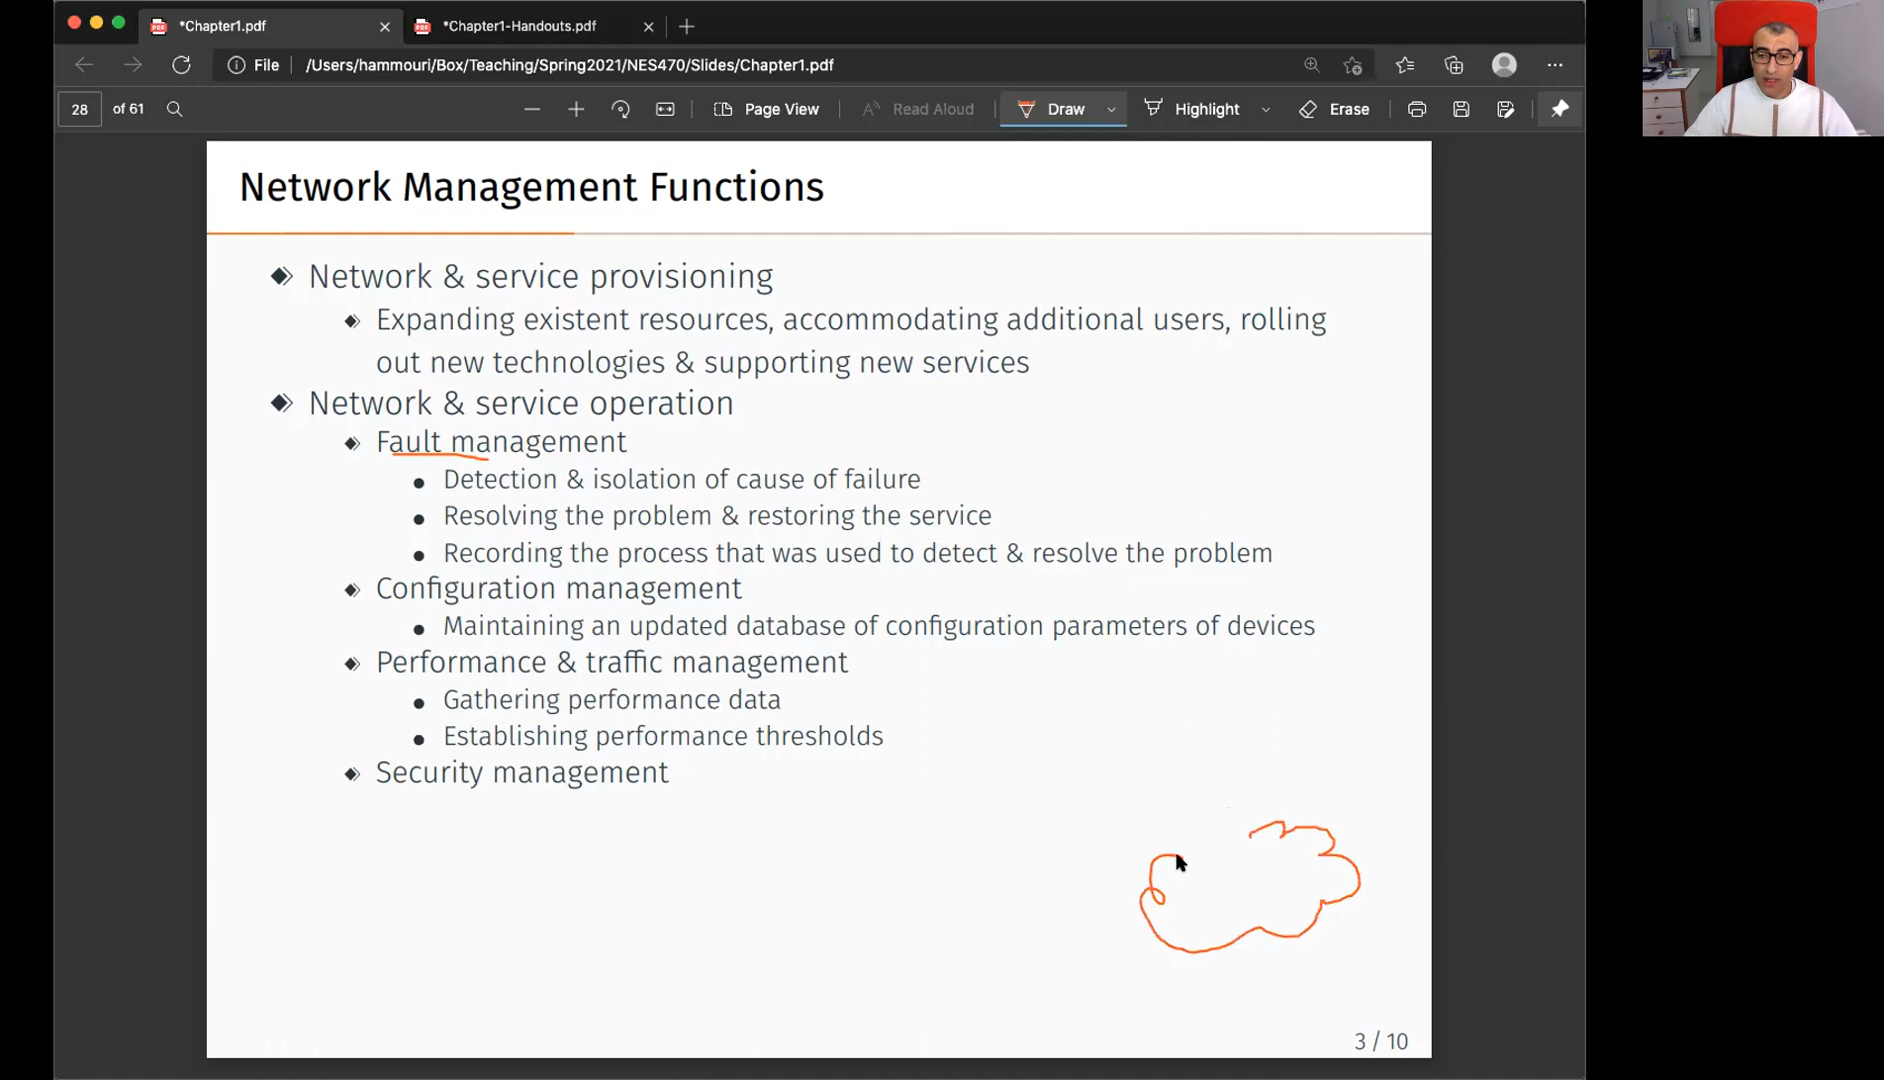 *Chapter1.pdf
*Chapter1-Handouts.pdf
File
/Users/hammouri/Box/Teaching/Spring2021/NES470/Slides/Chapter1.pdf
28 of 61
Page View
Read Aloud
Draw
Highlight
Erase
Network Management Functions
Network & service provisioning
Expanding existent resources, accommodating additional users, rolling
out new technologies & supporting new services
Network & service operation
Fault management
Detection & isolation of cause of failure
Resolving the problem & restoring the service
Recording the process that was used to detect & resolve the problem
Configuration management
Maintaining an updated database of configuration parameters of devices
Performance & traffic management
Gathering performance data
Establishing performance thresholds
Security management
3 / 10